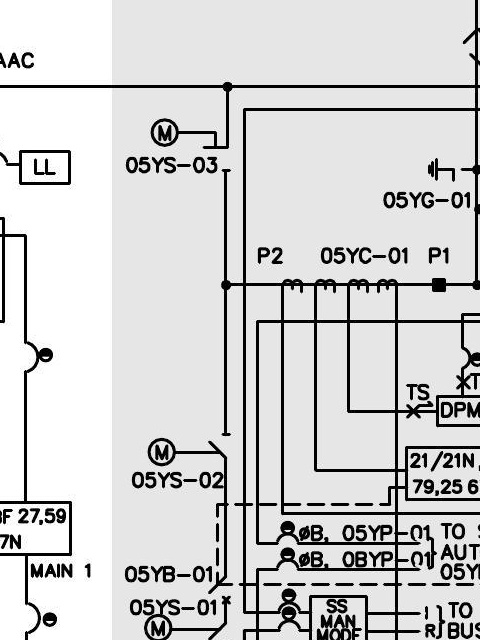 AAC
M
05YS-03
LL
05YG-01
P2 05YC-01 P1
TS
DPM
M
05YS-02
21/21N,
79,25 6
BF 27,59
7N
MAIN 1
ØB, 05YP-01
TO S
ØB, 0BYP-01
AUT
05Y
05YB-01
05YS-01
M
SS
MAN
MODE
TO
BUS